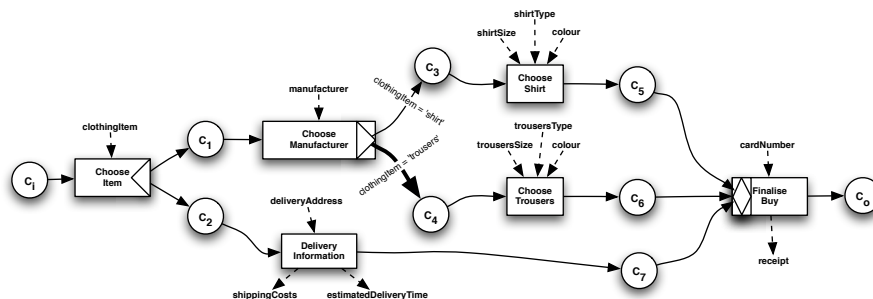 shirtType
shirtSize
colour
C3
Choose
Shirt
C5
clothingItem = 'shirt'
manufacturer
clothingItem
C1
Choose
Manufacturer
clothingItem = 'trousers'
trousersType
trousersSize
colour
cardNumber
Ci
Choose
Item
C2
deliveryAddress
C4
Choose
Trousers
C6
Finalise
Buy
Co
Delivery
Information
C7
receipt
shippingCosts
estimatedDeliveryTime